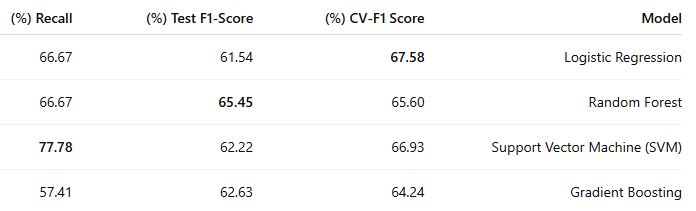 (%) Recall (%) Test F1-Score (%) CV-F1 Score Model
66.67 61.54 67.58 Logistic Regression
66.67 65.45 65.60 Random Forest
77.78 62.22 66.93 Support Vector Machine (SVM)
57.41 62.63 64.24 Gradient Boosting